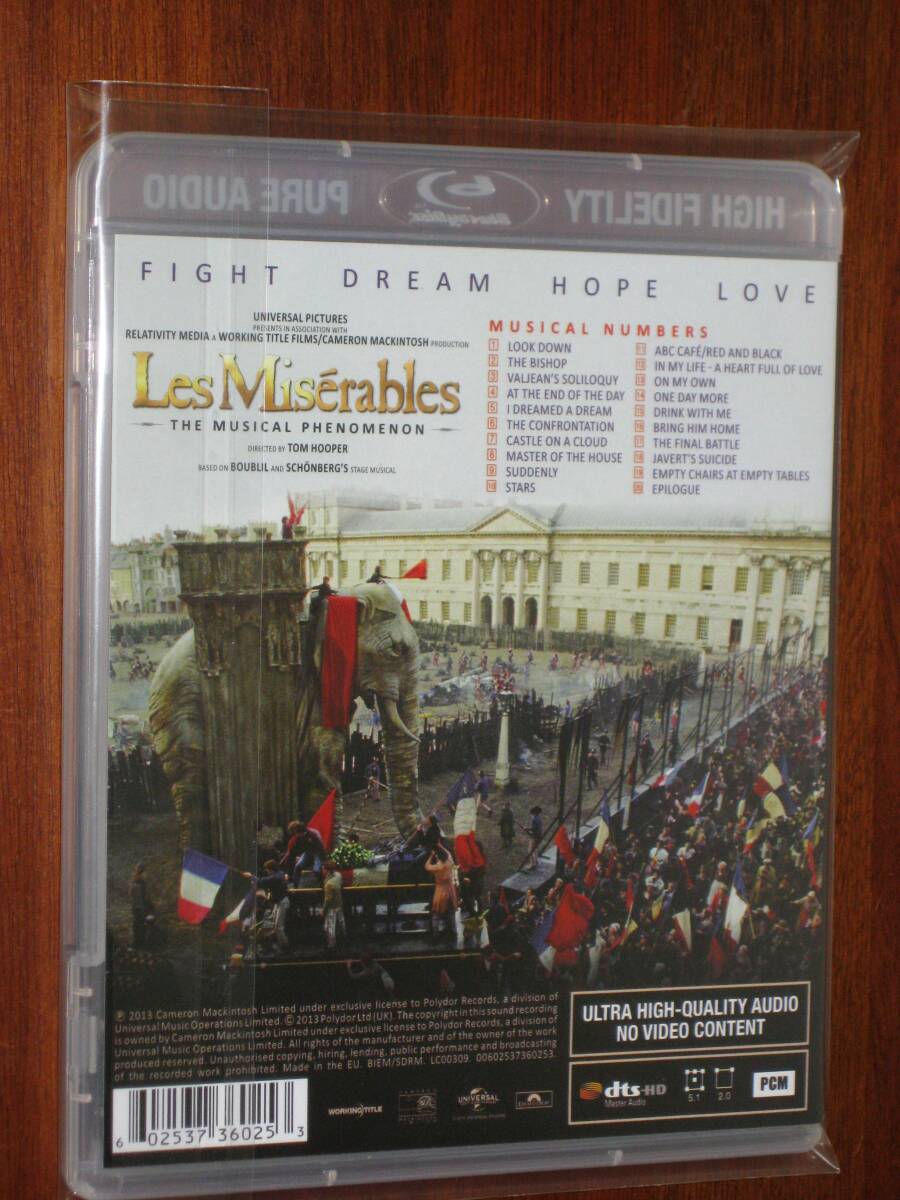 HIGH FIDELITY Blu-ray Disc PURE AUDIO
FIGHT DREAM HOPE LOVE
UNIVERSAL PICTURES
PRESENTS IN ASSOCIATION WITH
RELATIVITY MEDIA A WORKING TITLE FILMS/CAMERON MACKINTOSH PRODUCTION
Les Misérables
THE MUSICAL PHENOMENON
DIRECTED BY TOM HOOPER
BASED ON BOUBLIL AND SCHÖNBERG'S STAGE MUSICAL
MUSICAL NUMBERS
1 LOOK DOWN
2 THE BISHOP
3 VALJEAN'S SOLILOQUY
4 AT THE END OF THE DAY
5 I DREAMED A DREAM
6 THE CONFRONTATION
7 CASTLE ON A CLOUD
8 MASTER OF THE HOUSE
9 SUDDENLY
10 STARS
11 ABC CAFÉ/RED AND BLACK
12 IN MY LIFE - A HEART FULL OF LOVE
13 ON MY OWN
14 ONE DAY MORE
15 DRINK WITH ME
16 BRING HIM HOME
17 THE FINAL BATTLE
18 JAVERT'S SUICIDE
19 EMPTY CHAIRS AT EMPTY TABLES
20 EPILOGUE
℗ 2013 Cameron Mackintosh Limited under exclusive license to Polydor Records, a division of
Universal Music Operations Limited. © 2013 Polydor Ltd (UK). The copyright in this sound recording
is owned by Cameron Mackintosh Limited under exclusive license to Polydor Records, a division of
Universal Music Operations Limited. All rights of the manufacturer and of the owner of the work
produced reserved. Unauthorised copying, hiring, lending, public performance and broadcasting
of the recorded work prohibited. Made in the EU. BIEM/SDRM. LC00309. 00602537360253.
ULTRA HIGH-QUALITY AUDIO
NO VIDEO CONTENT
dts-HD
Master Audio
5.1
2.0
PCM
WORKING TITLE
UNIVERSAL
6 02537 36025 3